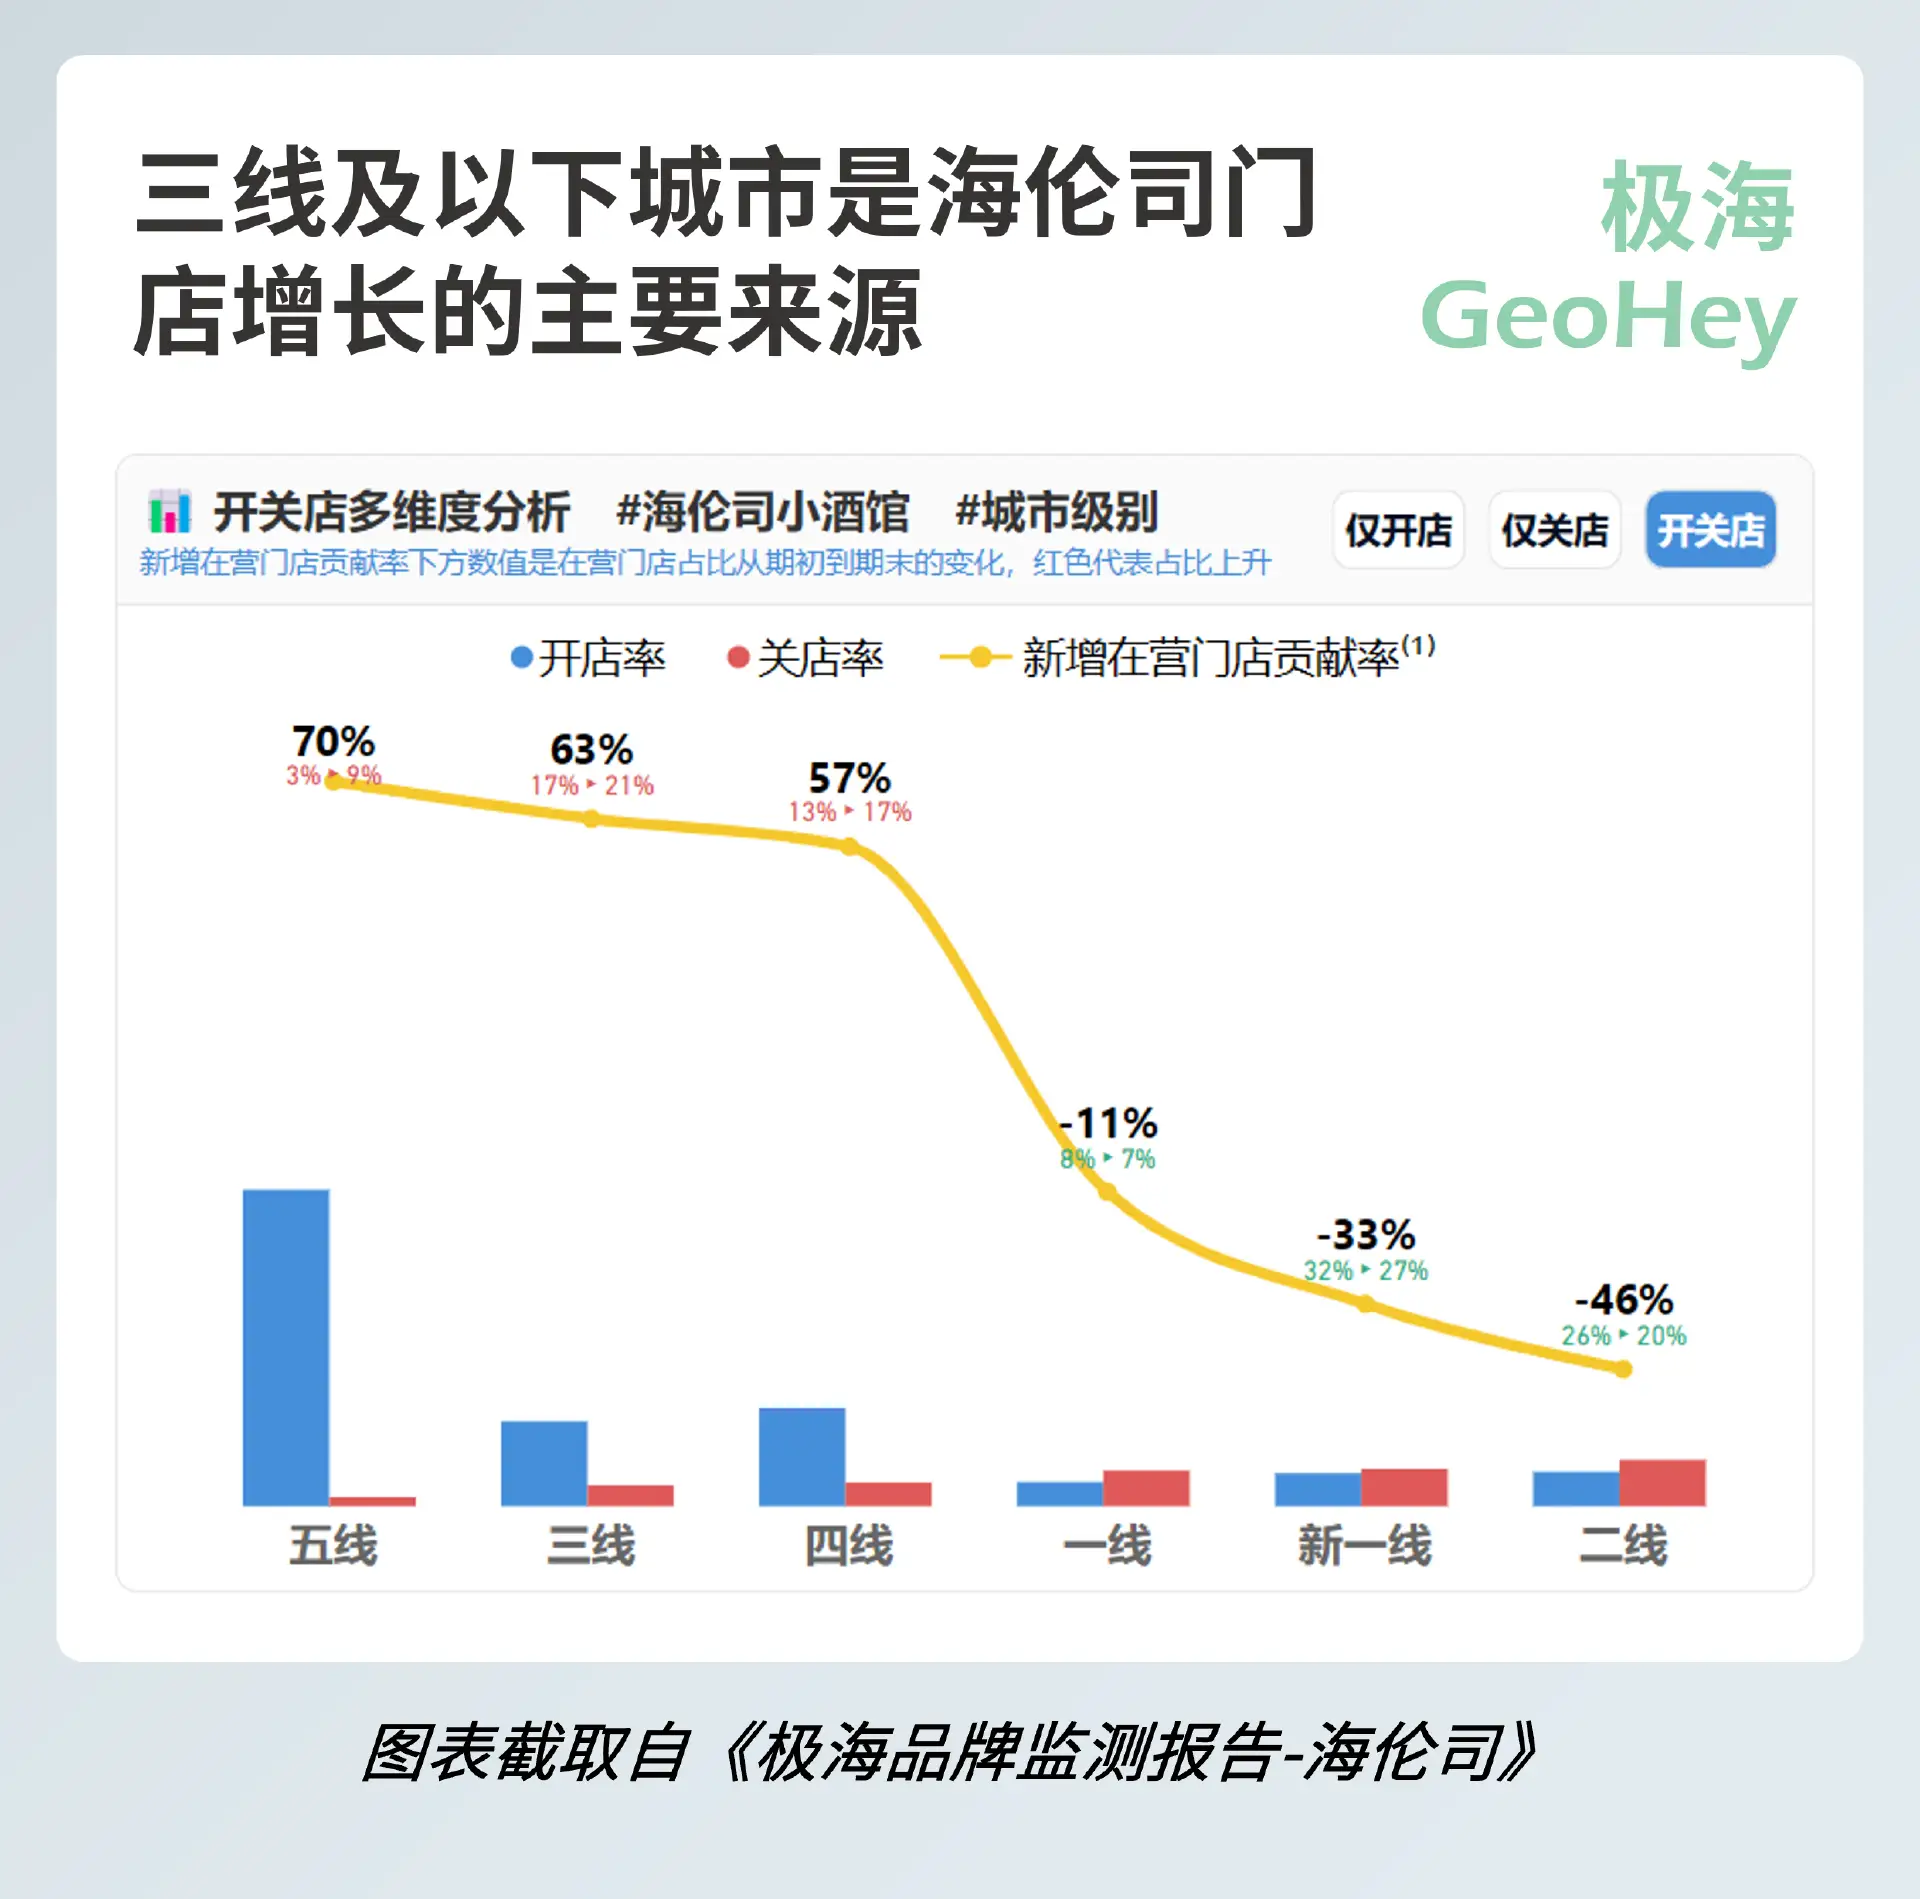 三线及以下城市是海伦司门
店增长的主要来源
极海
GeoHey
开关店多维度分析 #海伦司小酒馆 #城市级别
新增在营门店贡献率下方数值是在营门店占比从期初到期末的变化，红色代表占比上升
仅开店 仅关店 开关店
开店率 关店率 新增在营门店贡献率(1)
70%
3% ▸ 9%
63%
17% ▸ 21%
57%
13% ▸ 17%
-11%
8% ▸ 7%
-33%
32% ▸ 27%
-46%
26% ▸ 20%
五线 三线 四线 一线 新一线 二线
图表截取自《极海品牌监测报告-海伦司》